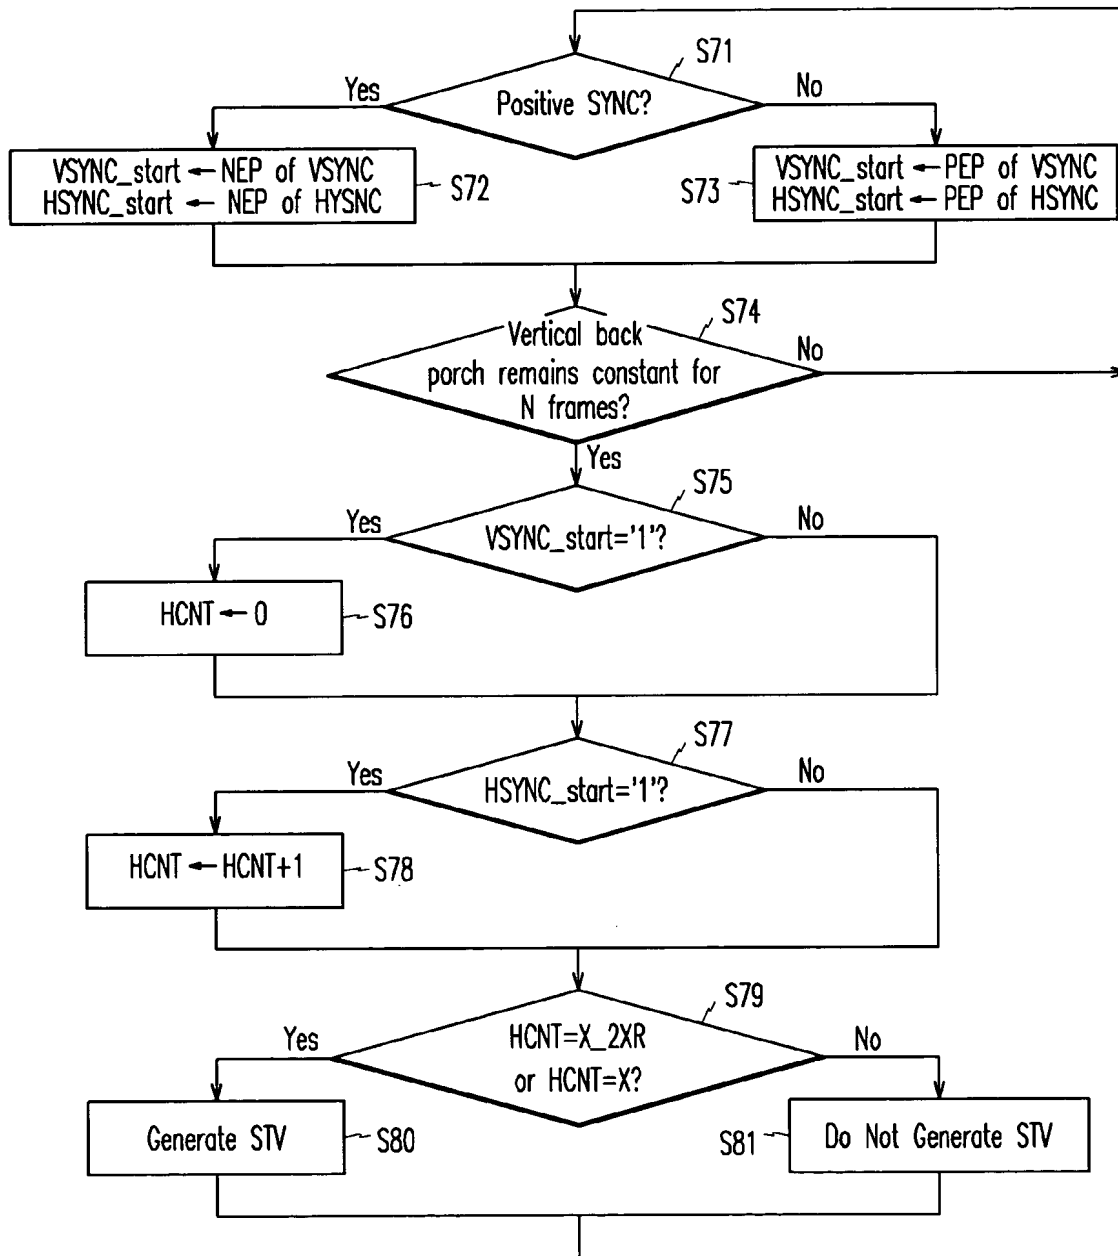 S71
Yes
Positive SYNC?
No
VSYNC_start ← NEP of VSYNC
HSYNC_start ← NEP of HYSNC
S72
S73
VSYNC_start ← PEP of VSYNC
HSYNC_start ← PEP of HSYNC
S74
Vertical back
porch remains constant for
N frames?
No
Yes
S75
Yes
VSYNC_start='1'?
No
HCNT ← 0
S76
S77
Yes
HSYNC_start='1'?
No
HCNT ← HCNT+1
S78
S79
Yes
HCNT=X_2XR
or HCNT=X?
No
Generate STV
S80
S81
Do Not Generate STV